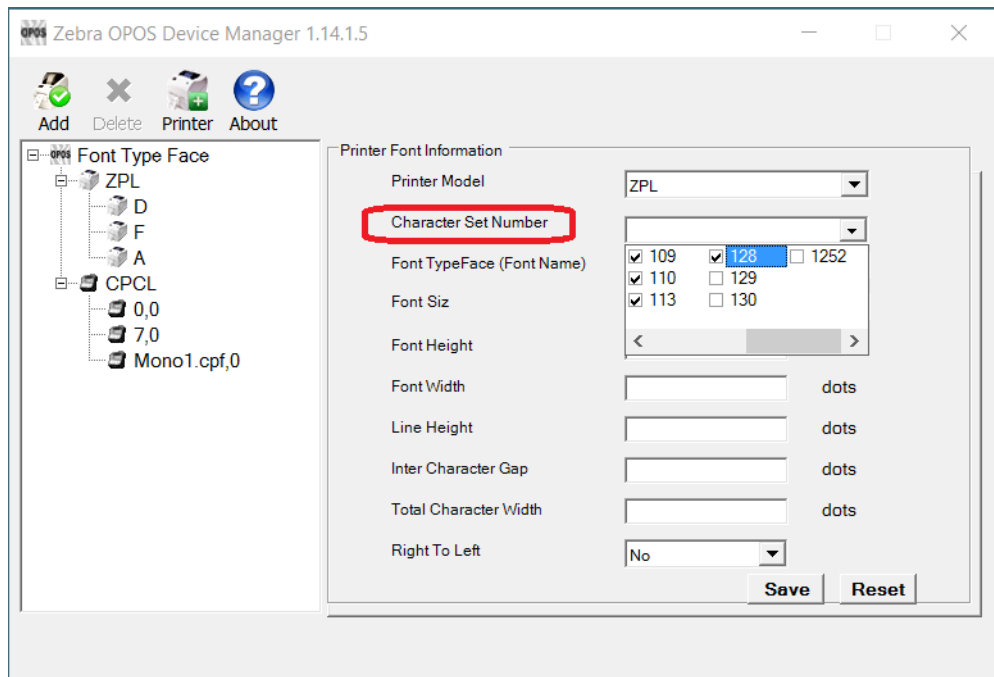 OPOS Zebra OPOS Device Manager 1.14.1.5
Add Delete Printer About
OPOS Font Type Face
ZPL
D
F
A
CPCL
0,0
7,0
Mono1.cpf,0
Printer Font Information
Printer Model ZPL
Character Set Number
109 128 1252
110 129
113 130
Font TypeFace (Font Name)
Font Siz
Font Height
Font Width dots
Line Height dots
Inter Character Gap dots
Total Character Width dots
Right To Left No
Save Reset